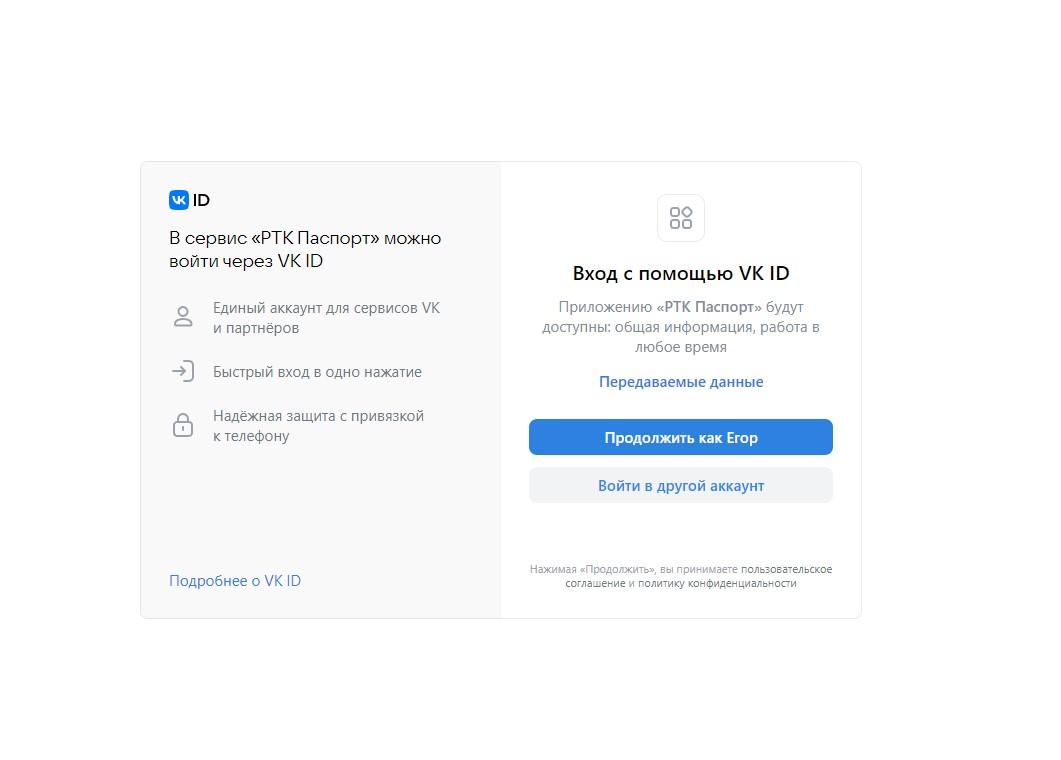 VK ID
В сервис «РТК Паспорт» можно
войти через VK ID
Единый аккаунт для сервисов VK
и партнёров
Быстрый вход в одно нажатие
Надёжная защита с привязкой
к телефону
Подробнее о VK ID
Вход с помощью VK ID
Приложению «РТК Паспорт» будут
доступны: общая информация, работа в
любое время
Передаваемые данные
Продолжить как Егор
Войти в другой аккаунт
Нажимая «Продолжить», вы принимаете пользовательское
соглашение и политику конфиденциальности